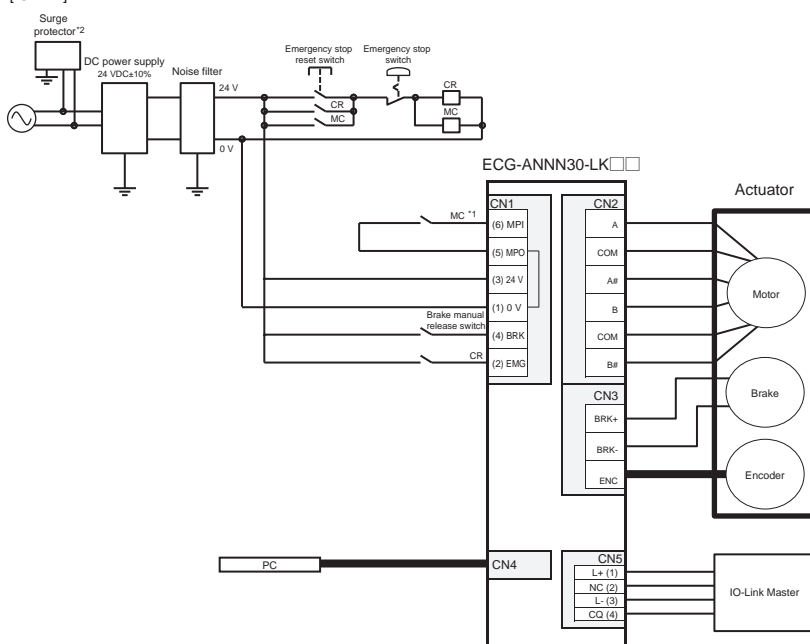 Surge
protector*2
DC power supply
24 VDC±10%
Noise filter
24 V
0 V
Emergency stop
reset switch
Emergency stop
switch
CR
MC
CR
MC
ECG-ANNN30-LK□□
CN1
MC *1
(6) MPI
(5) MPO
(3) 24 V
(1) 0 V
Brake manual
release switch
(4) BRK
CR
(2) EMG
CN2
A
COM
A#
B
COM
B#
CN3
BRK+
BRK-
ENC
Actuator
Motor
Brake
Encoder
PC
CN4
CN5
L+ (1)
NC (2)
L- (3)
CQ (4)
IO-Link Master